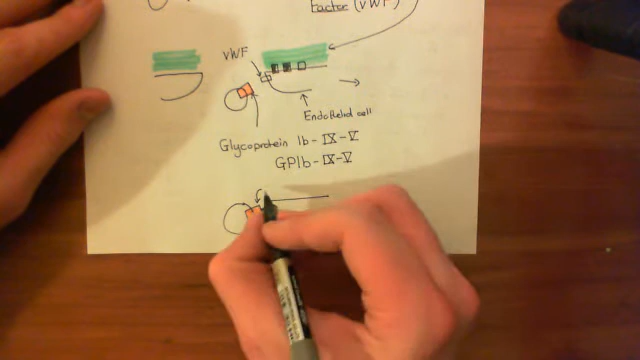 Factor (vWF)
vWF
Endothelial cell
Glycoprotein Ib-IX-V
GPIb-IX-V